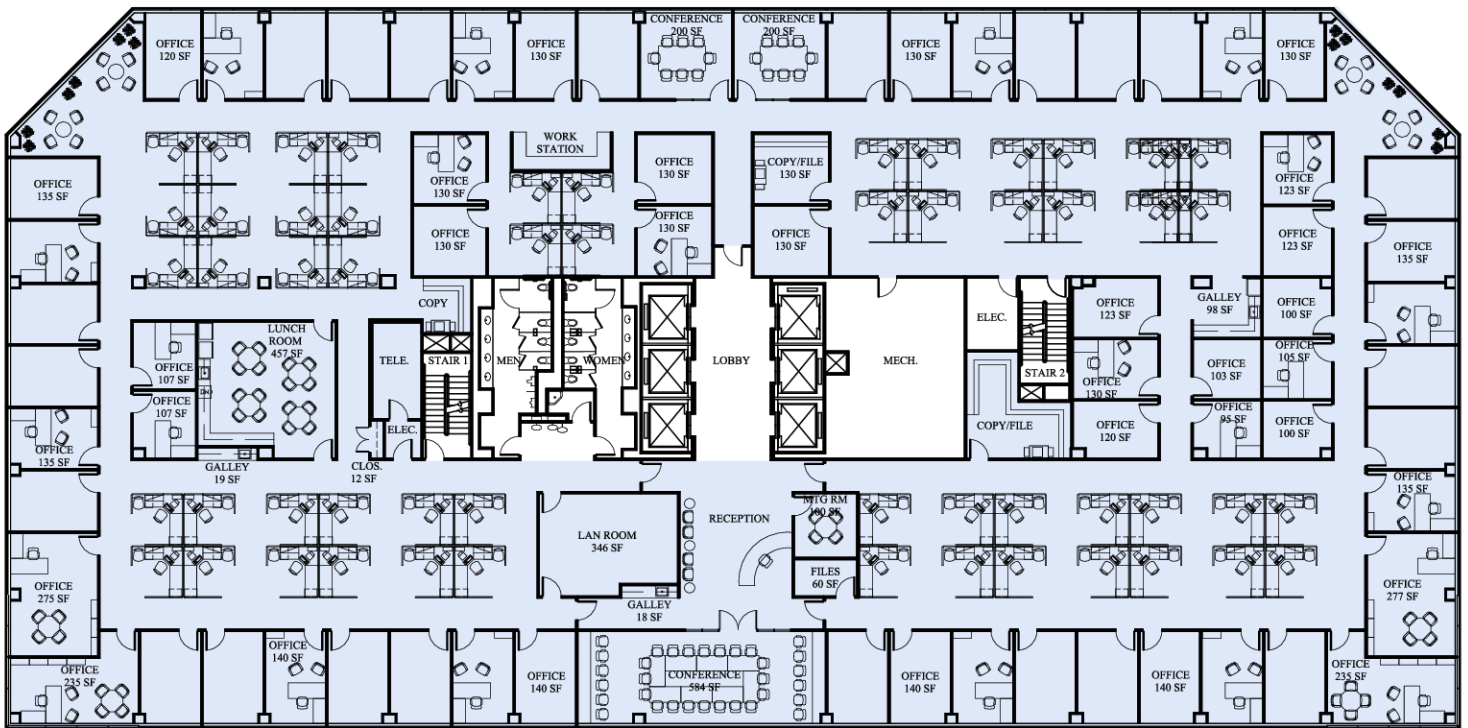 CONFERENCE
200 SF
CONFERENCE
200 SF
OFFICE
120 SF
OFFICE
130 SF
OFFICE
130 SF
OFFICE
130 SF
WORK
STATION
OFFICE
130 SF
OFFICE
130 SF
COPY/FILE
130 SF
OFFICE
123 SF
OFFICE
135 SF
OFFICE
130 SF
OFFICE
130 SF
OFFICE
130 SF
OFFICE
123 SF
OFFICE
135 SF
COPY
GALLEY
98 SF
OFFICE
123 SF
OFFICE
100 SF
ELEC.
LUNCH
ROOM
457 SF
TELE.
STAIR 1
MEN
WOMEN
LOBBY
MECH.
STAIR 2
OFFICE
107 SF
OFFICE
130 SF
OFFICE
103 SF
OFFICE
105 SF
OFFICE
107 SF
ELEC.
COPY/FILE
OFFICE
120 SF
OFFICE
95 SF
OFFICE
100 SF
OFFICE
135 SF
GALLEY
19 SF
CLOS.
12 SF
OFFICE
135 SF
LAN ROOM
346 SF
RECEPTION
MTG RM
100 SF
FILES
60 SF
OFFICE
275 SF
GALLEY
18 SF
OFFICE
277 SF
OFFICE
235 SF
OFFICE
140 SF
OFFICE
140 SF
CONFERENCE
584 SF
OFFICE
140 SF
OFFICE
140 SF
OFFICE
235 SF